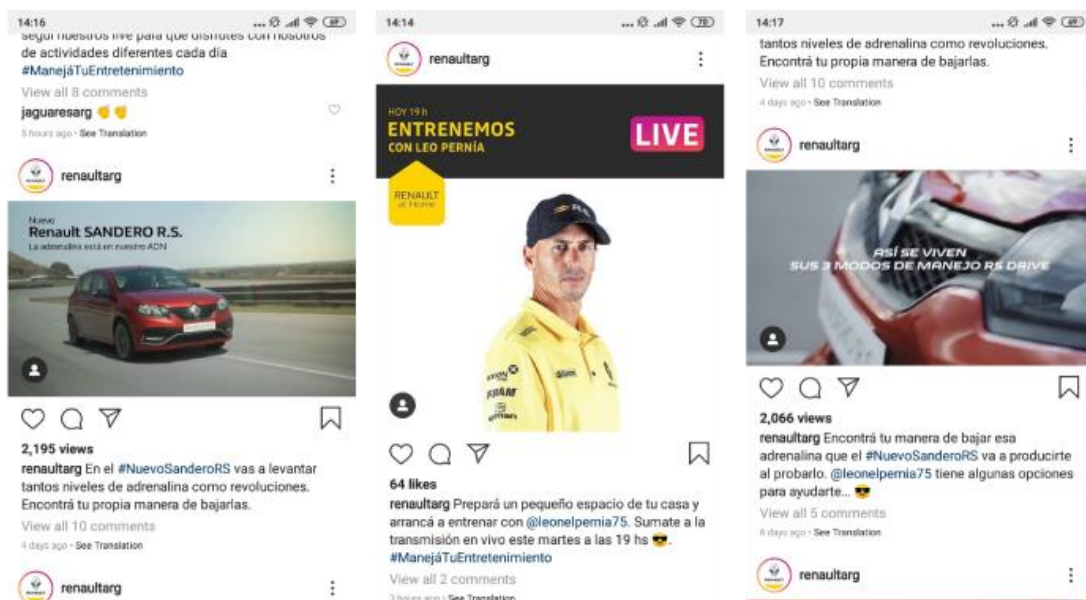 14:16
69
seguí nuestros live para que disfrutes con nosotros
de actividades diferentes cada día
#ManejáTuEntretenimiento
View all 8 comments
jaguaresarg
5 hours ago · See Translation
renaultarg
Nuevo
Renault SANDERO R.S.
La adrenalina está en nuestro ADN
2,195 views
renaultarg En el #NuevoSanderoRS vas a levantar
tantos niveles de adrenalina como revoluciones.
Encontrá tu propia manera de bajarlas.
View all 10 comments
4 days ago · See Translation
renaultarg
14:14
70
renaultarg
HOY 19 h
ENTRENEMOS
CON LEO PERNÍA
LIVE
RENAULT
at Home
R.S.
64 likes
renaultarg Prepará un pequeño espacio de tu casa y
arrancá a entrenar con @leonelpernia75. Sumate a la
transmisión en vivo este martes a las 19 hs
#ManejáTuEntretenimiento
View all 2 comments
2 hours ago · See Translation
14:17
69
tantos niveles de adrenalina como revoluciones.
Encontrá tu propia manera de bajarlas.
View all 10 comments
4 days ago · See Translation
renaultarg
ASÍ SE VIVEN
SUS 3 MODOS DE MANEJO RS DRIVE
2,066 views
renaultarg Encontrá tu manera de bajar esa
adrenalina que el #NuevoSanderoRS va a producirte
al probarlo. @leonelpernia75 tiene algunas opciones
para ayudarte...
View all 5 comments
6 days ago · See Translation
renaultarg